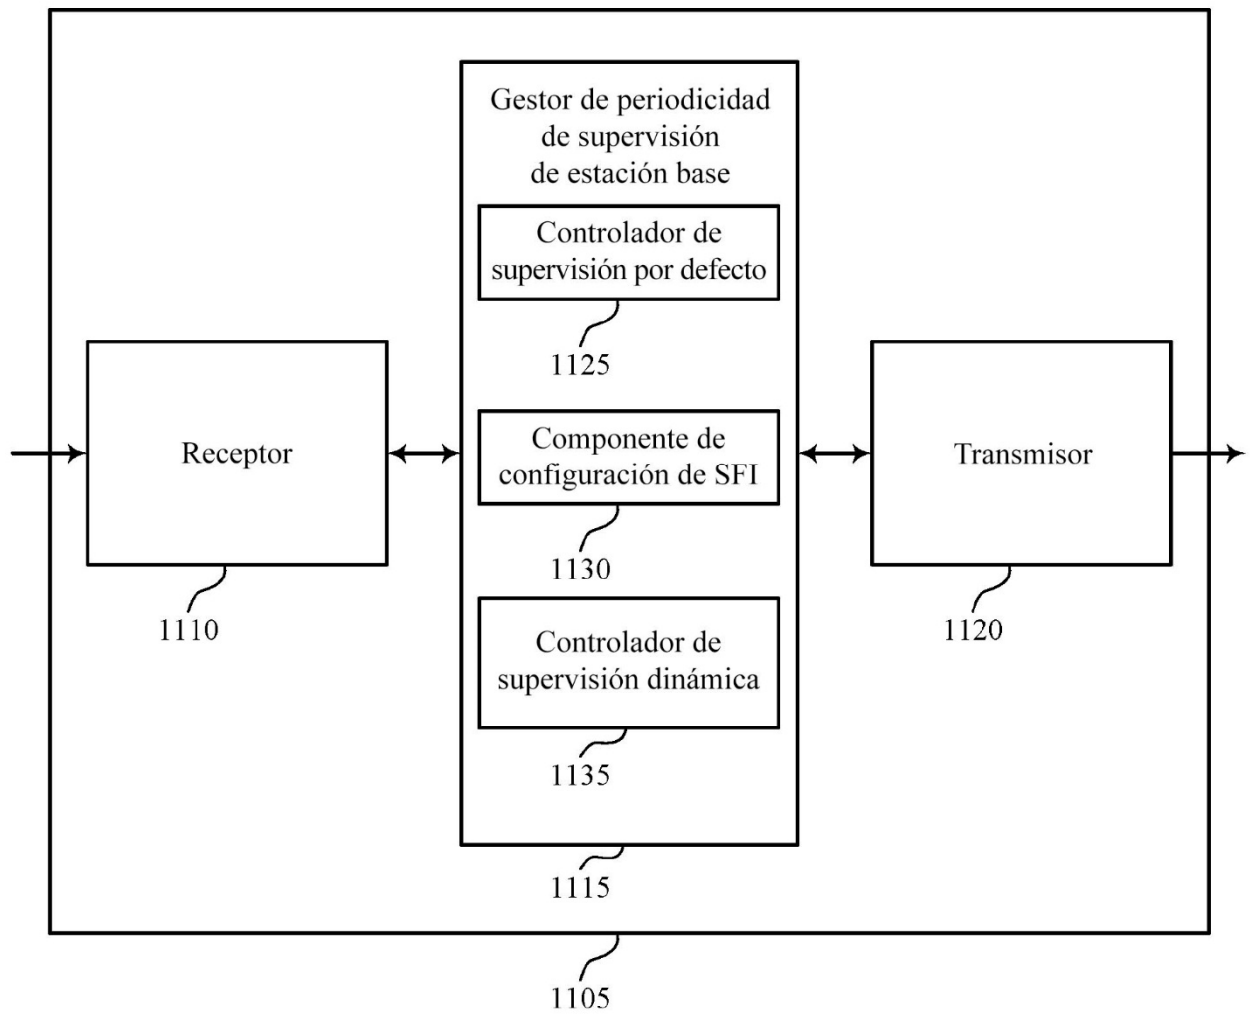 Gestor de periodicidad
de supervisión
de estación base
Controlador de
supervisión por defecto
1125
Receptor
1110
Componente de
configuración de SFI
1130
Transmisor
1120
Controlador de
supervisión dinámica
1135
1115
1105